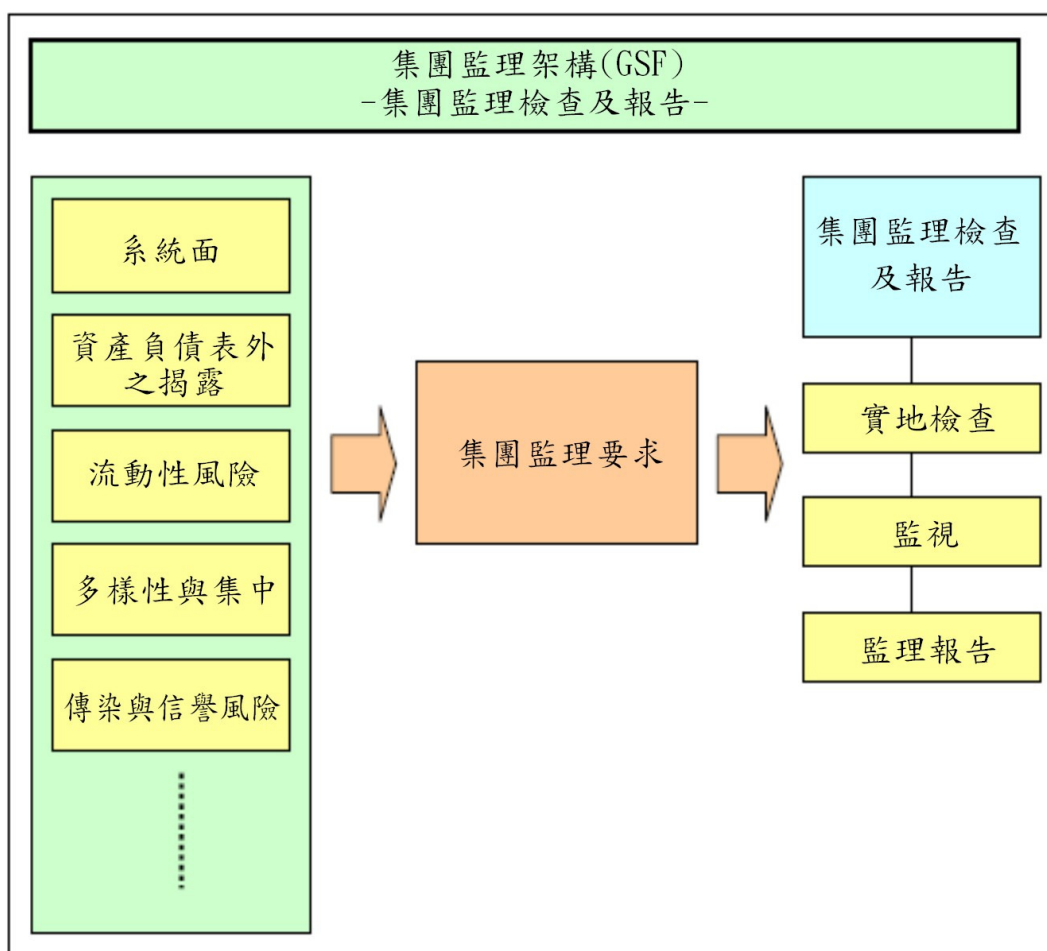 集團監理架構(GSF)
-集團監理檢查及報告-
系統面
資產負債表外
之揭露
流動性風險
多樣性與集中
傳染與信譽風險
集團監理要求
集團監理檢查
及報告
實地檢查
監視
監理報告